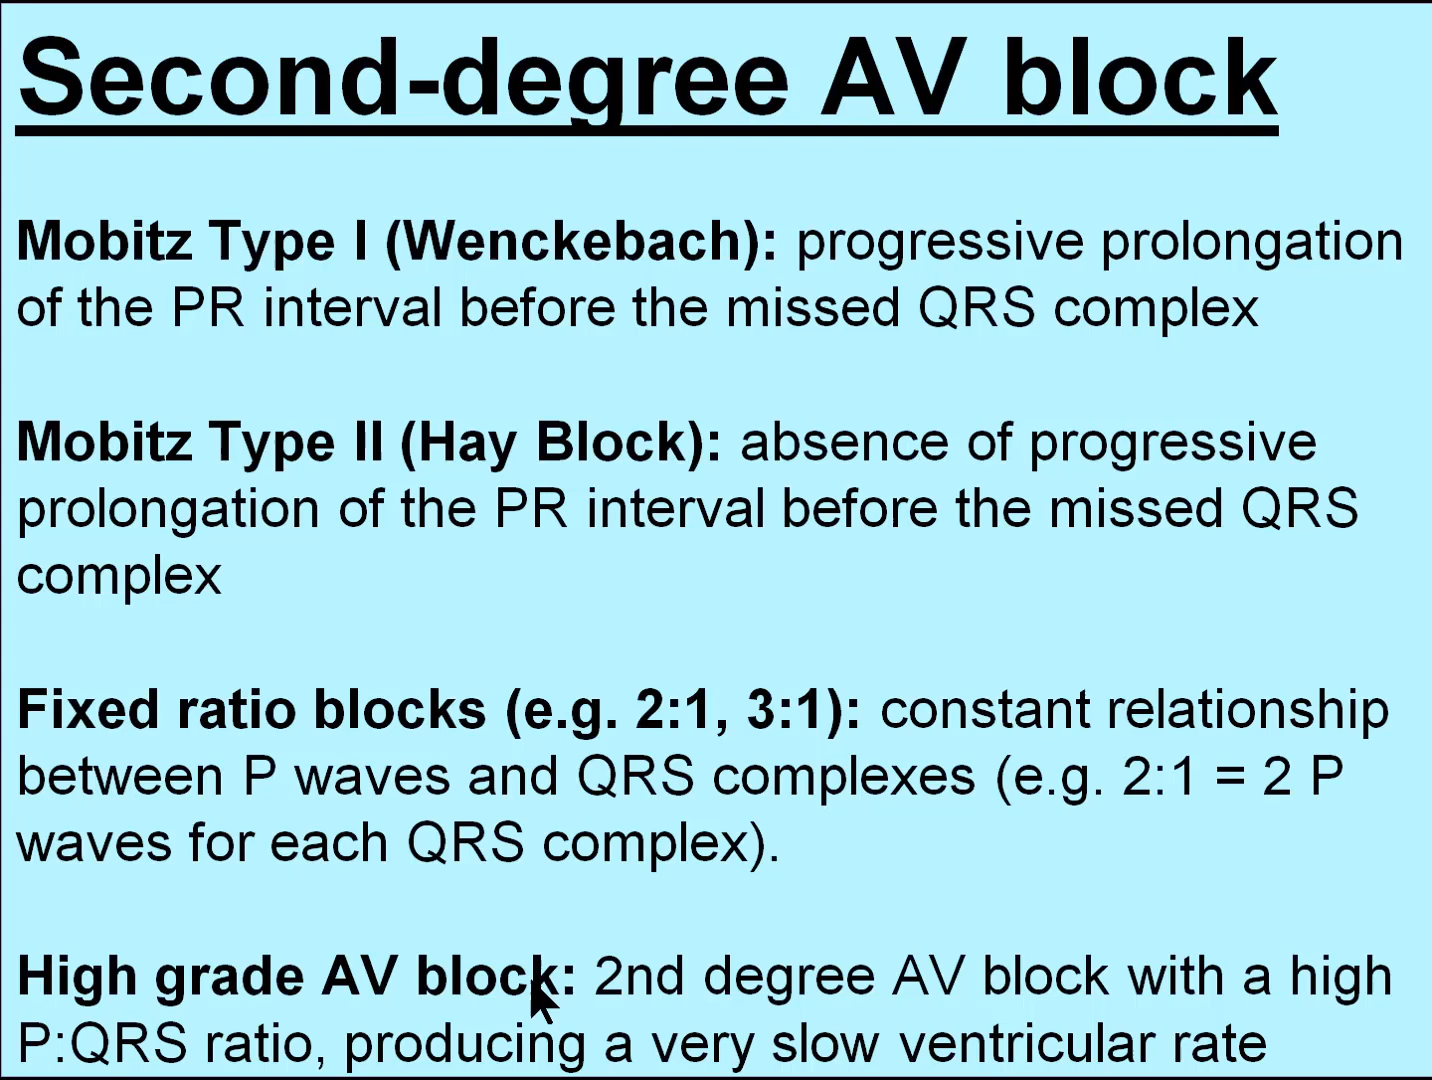 Second-degree AV block
Mobitz Type I (Wenckebach): progressive prolongation
of the PR interval before the missed QRS complex
Mobitz Type II (Hay Block): absence of progressive
prolongation of the PR interval before the missed QRS
complex
Fixed ratio blocks (e.g. 2:1, 3:1): constant relationship
between P waves and QRS complexes (e.g. 2:1 = 2 P
waves for each QRS complex).
High grade AV block: 2nd degree AV block with a high
P:QRS ratio, producing a very slow ventricular rate